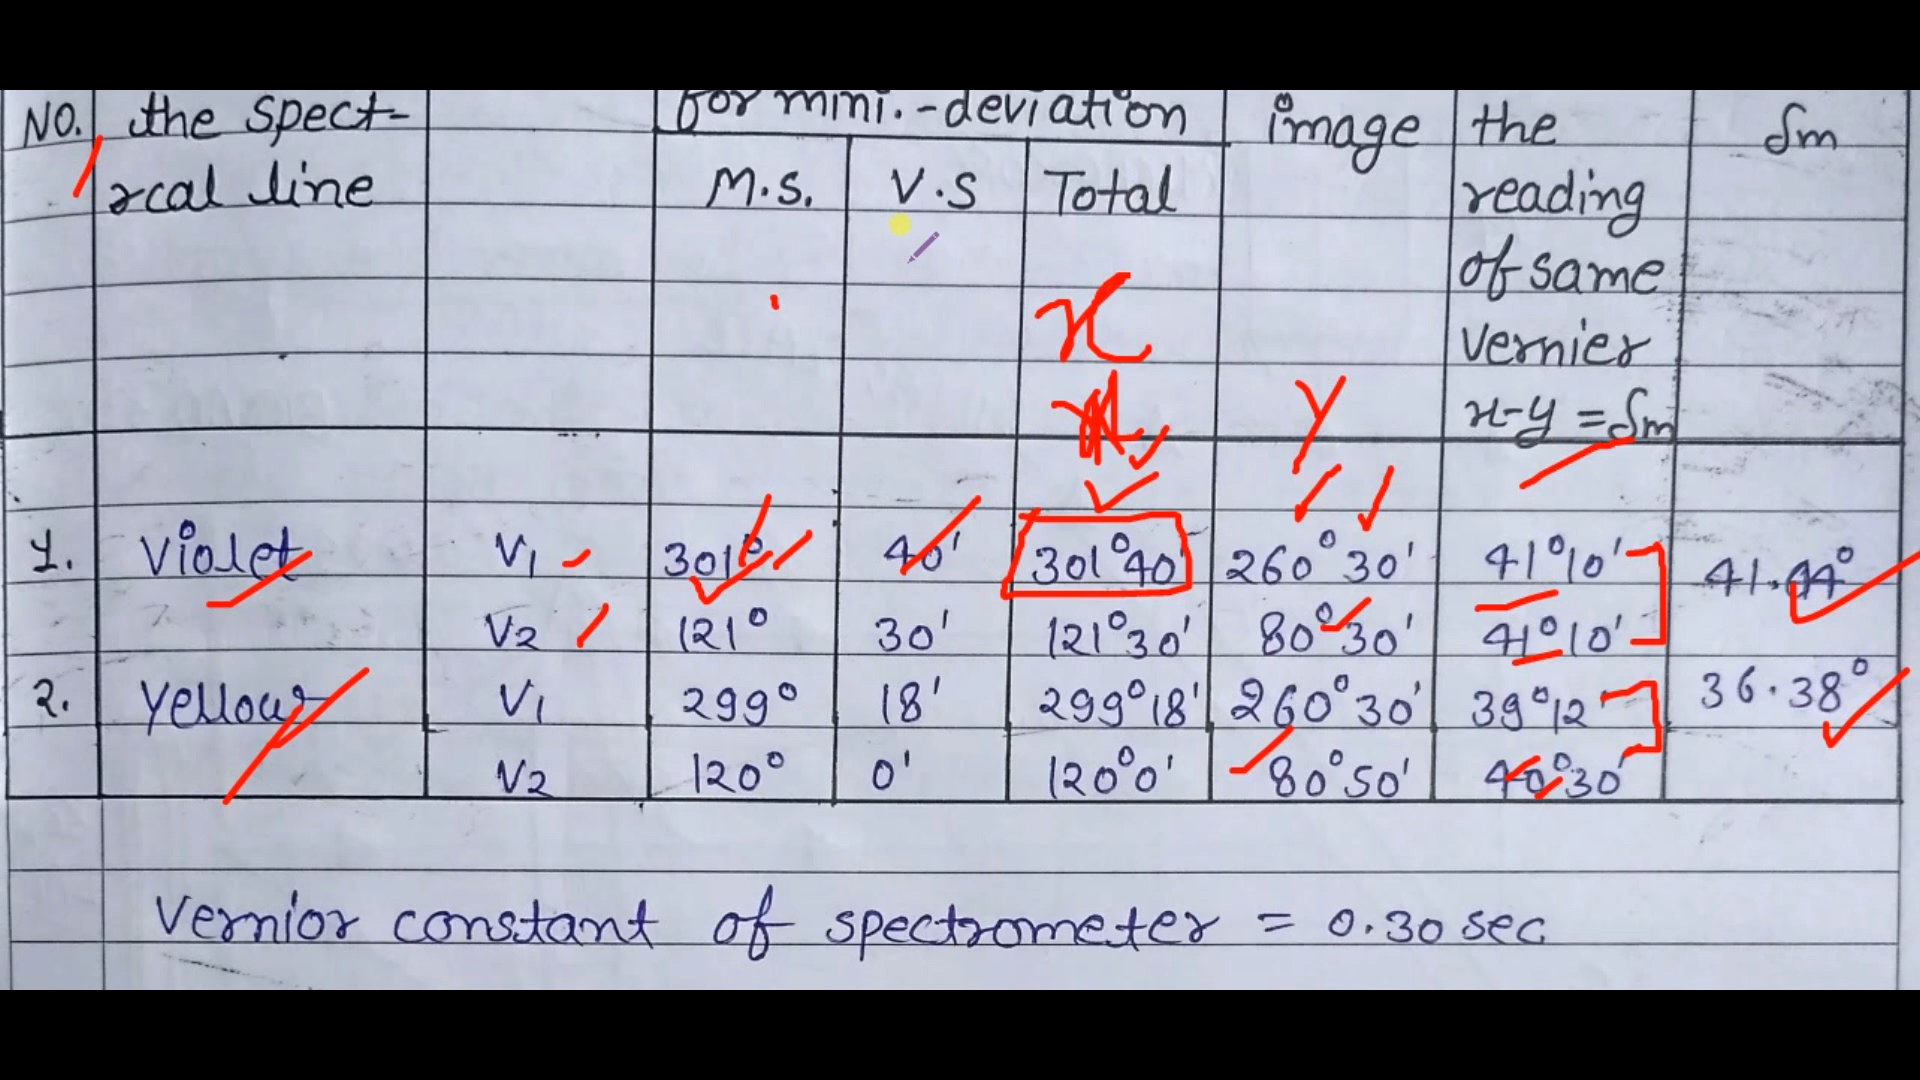 for mini.-deviation
NO. the spect- image the δm
rcal line M.S. V.S Total reading
of same
x vernier
x y x-y = δm
1. Violet V1 301° 40' 301°40' 260°30' 41°10' 41.44°
V2 121° 30' 121°30' 80°30' 41°10'
2. Yellow V1 299° 18' 299°18' 260°30' 39°12' 36.38°
V2 120° 0' 120°0' 80°50' 40°30'
Vernior constant of spectrometer = 0.30 sec